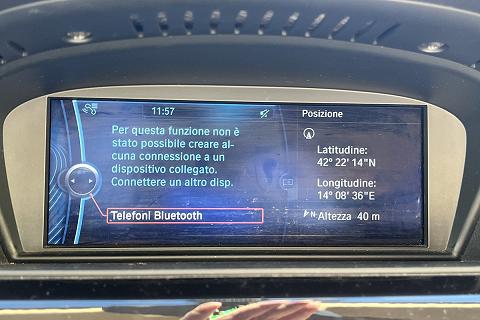 11:57
Per questa funzione non è
stato possibile creare al-
cuna connessione a un
dispositivo collegato.
Connettere un altro disp.
Telefoni Bluetooth
Posizione
Latitudine:
42° 22' 14"N
Longitudine:
14° 08' 36"E
N Altezza 40 m